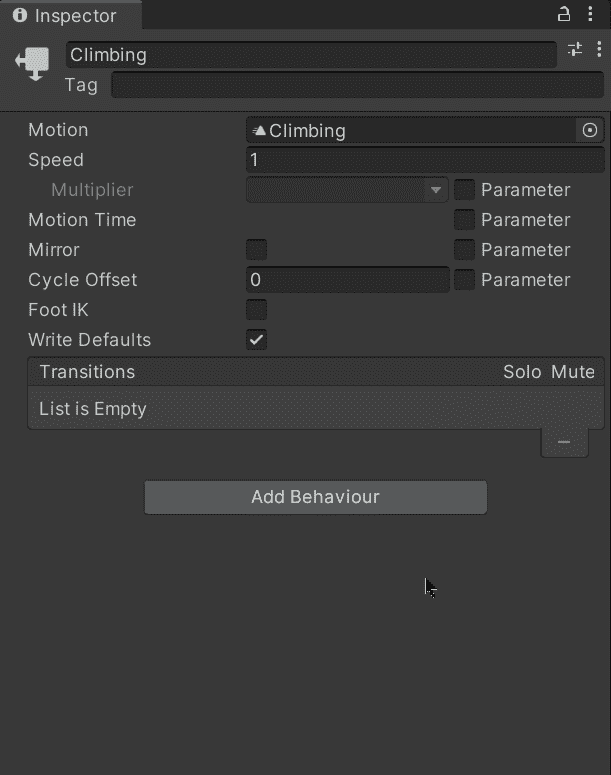 Inspector
Climbing
Tag
Motion Climbing
Speed 1
Multiplier Parameter
Motion Time Parameter
Mirror Parameter
Cycle Offset 0 Parameter
Foot IK
Write Defaults
Transitions Solo Mute
List is Empty
Add Behaviour